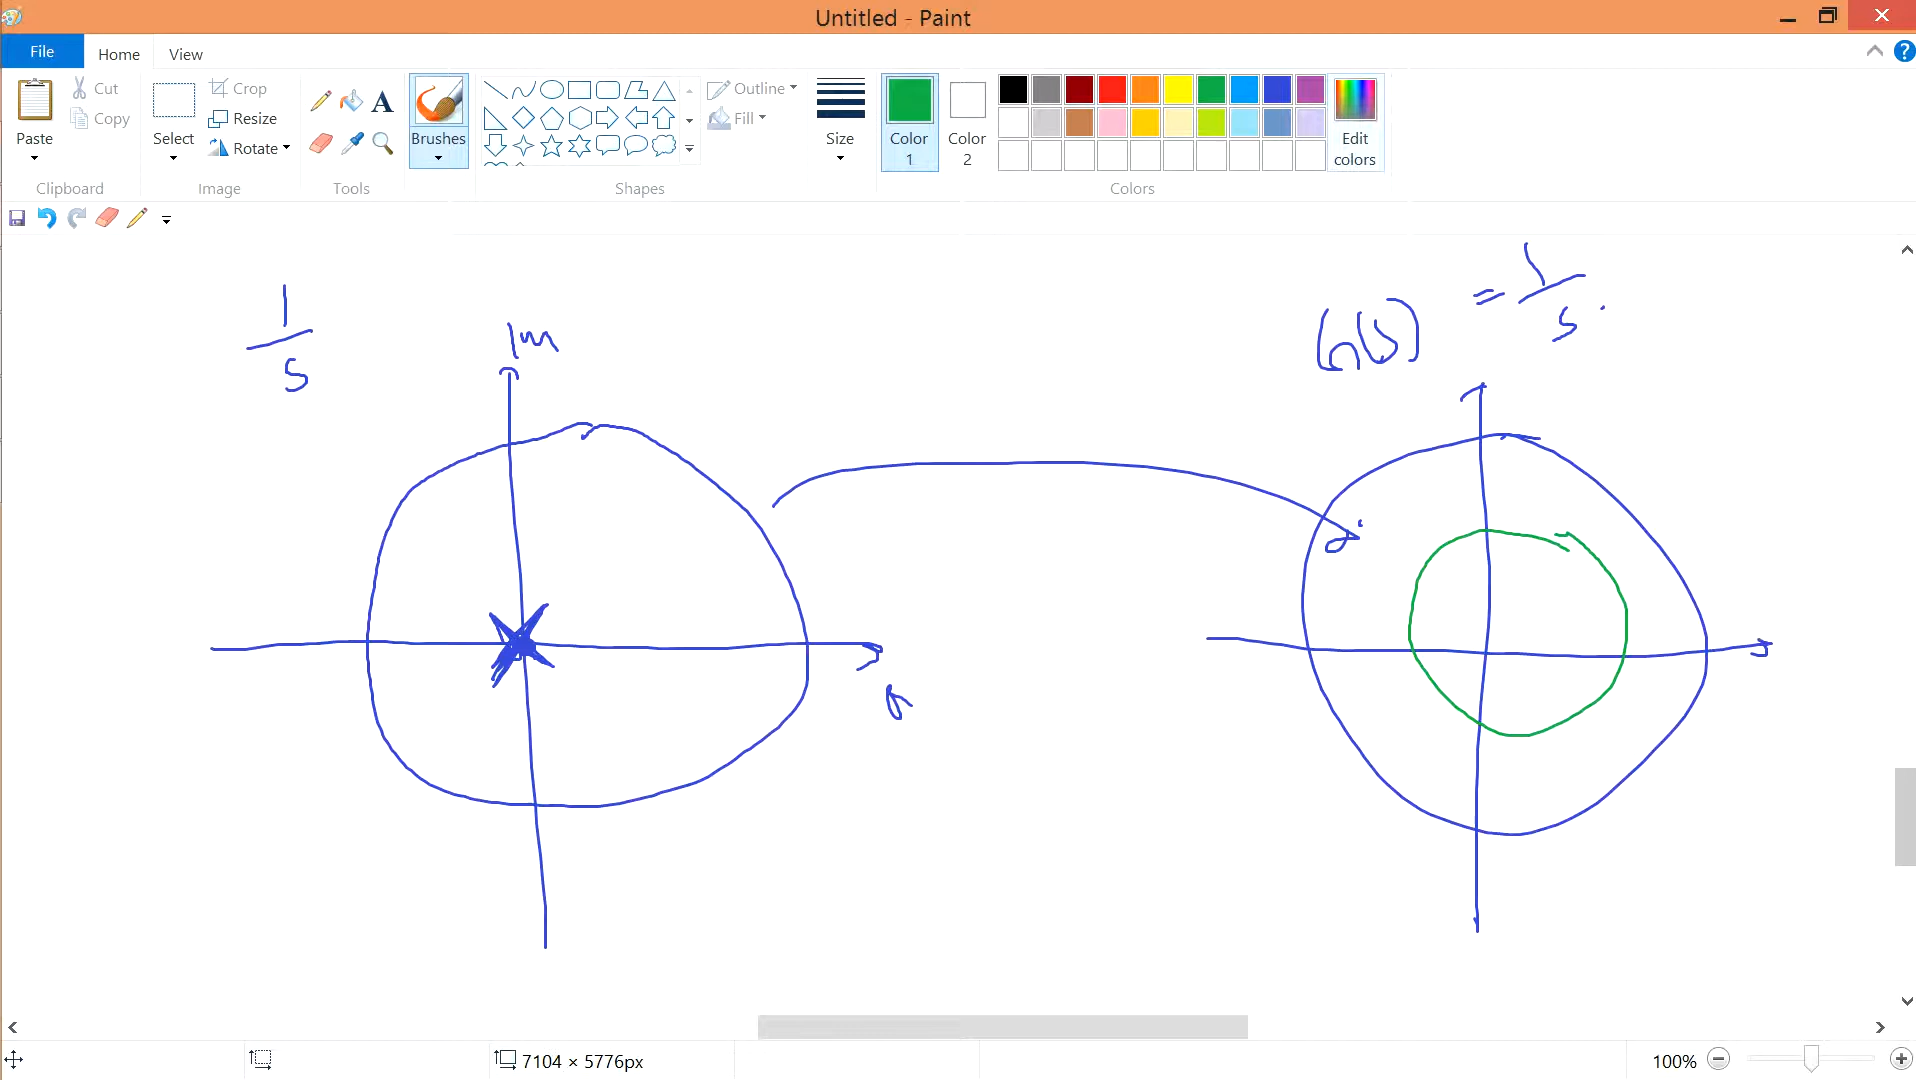 Untitled - Paint
File
Home
View
Paste
Cut
Copy
Clipboard
Select
Crop
Resize
Rotate
Image
A
Tools
Brushes
Shapes
Outline
Fill
Size
Color 1
Color 2
Edit colors
Colors
1
s
Im
G(s) = 1
s
7104 × 5776px
100%